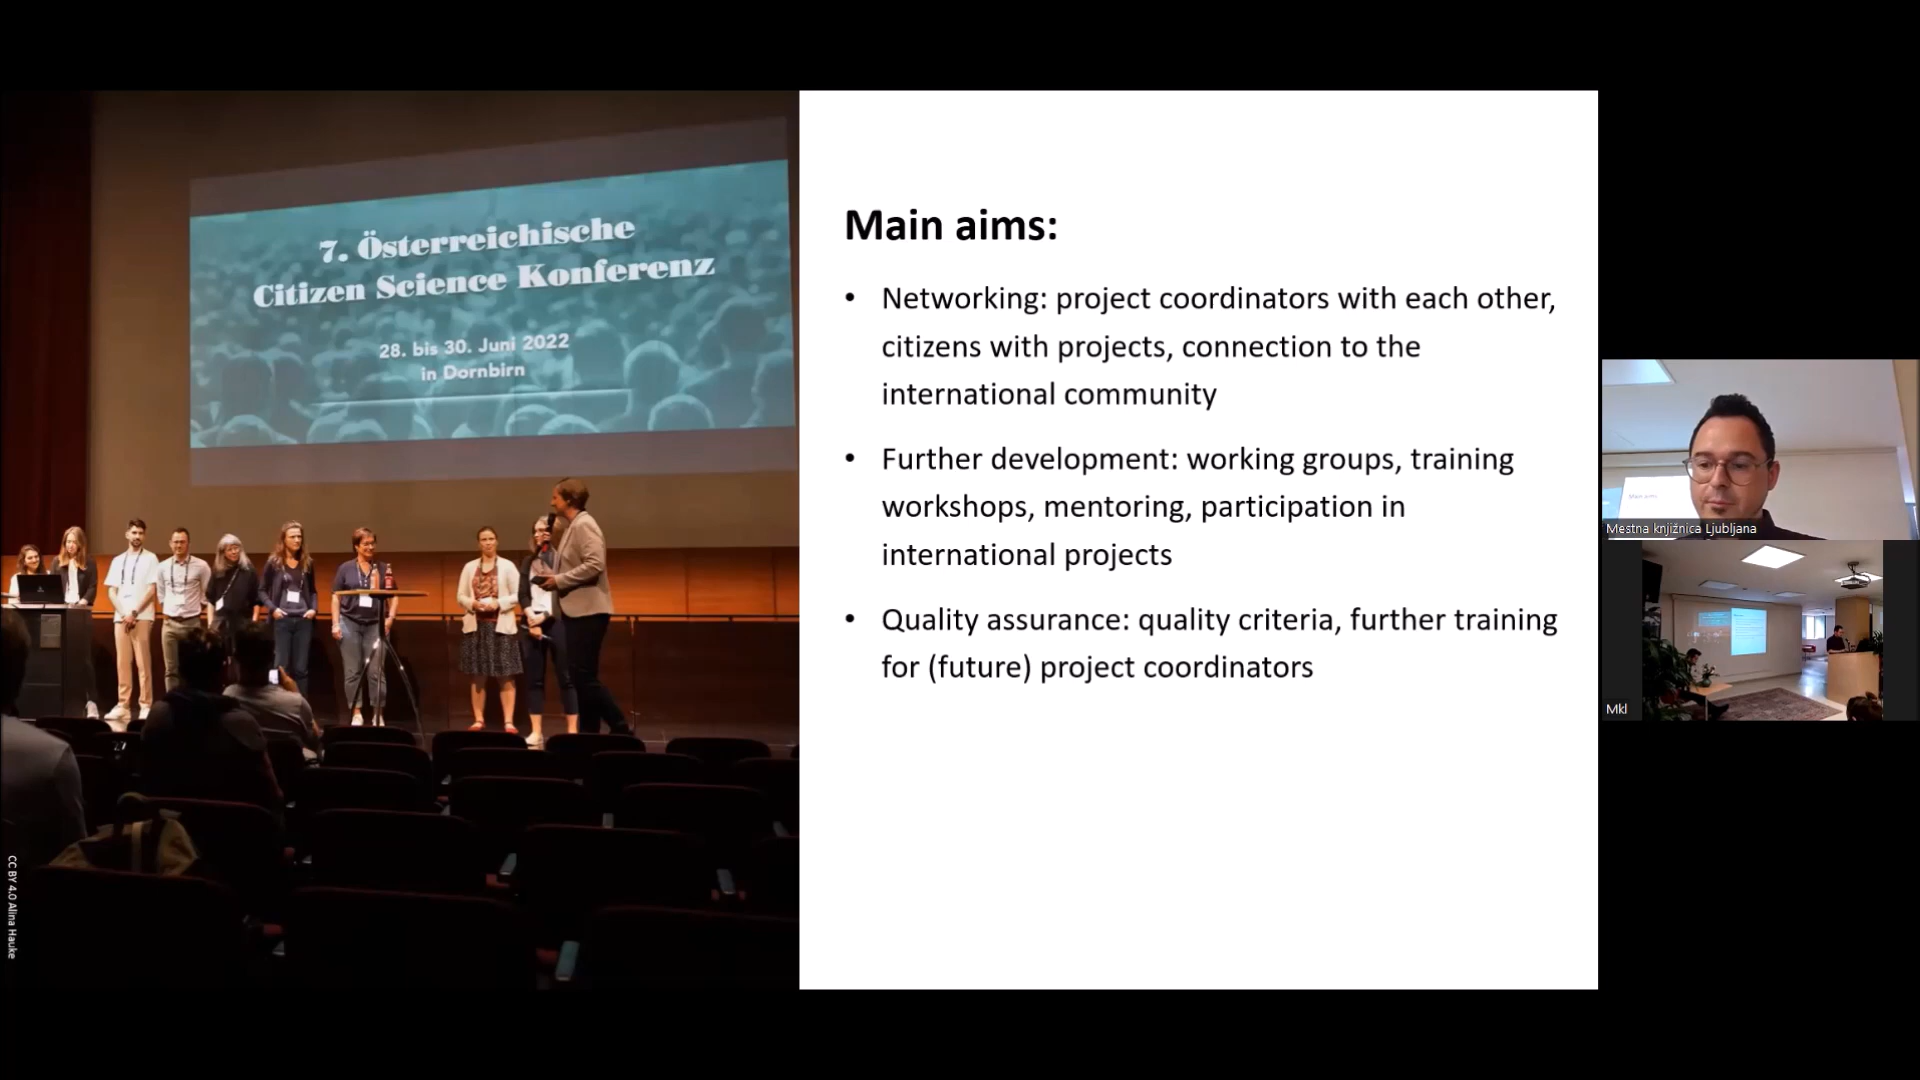 7. Österreichische
Citizen Science Konferenz
28. bis 30. Juni 2022
in Dornbirn
CC BY 4.0 Alina Hauke
Main aims:
• Networking: project coordinators with each other,
citizens with projects, connection to the
international community
• Further development: working groups, training
workshops, mentoring, participation in
international projects
• Quality assurance: quality criteria, further training
for (future) project coordinators
Main aims
Mestna knjižnica Ljubljana
Mkl